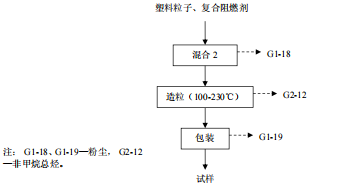 塑料粒子、复合阻燃剂
混合 2
G1-18
造粒（100-230℃）
G2-12
包装
G1-19
注： G1-18、G1-19—粉尘， G2-12
—非甲烷总烃。
试样